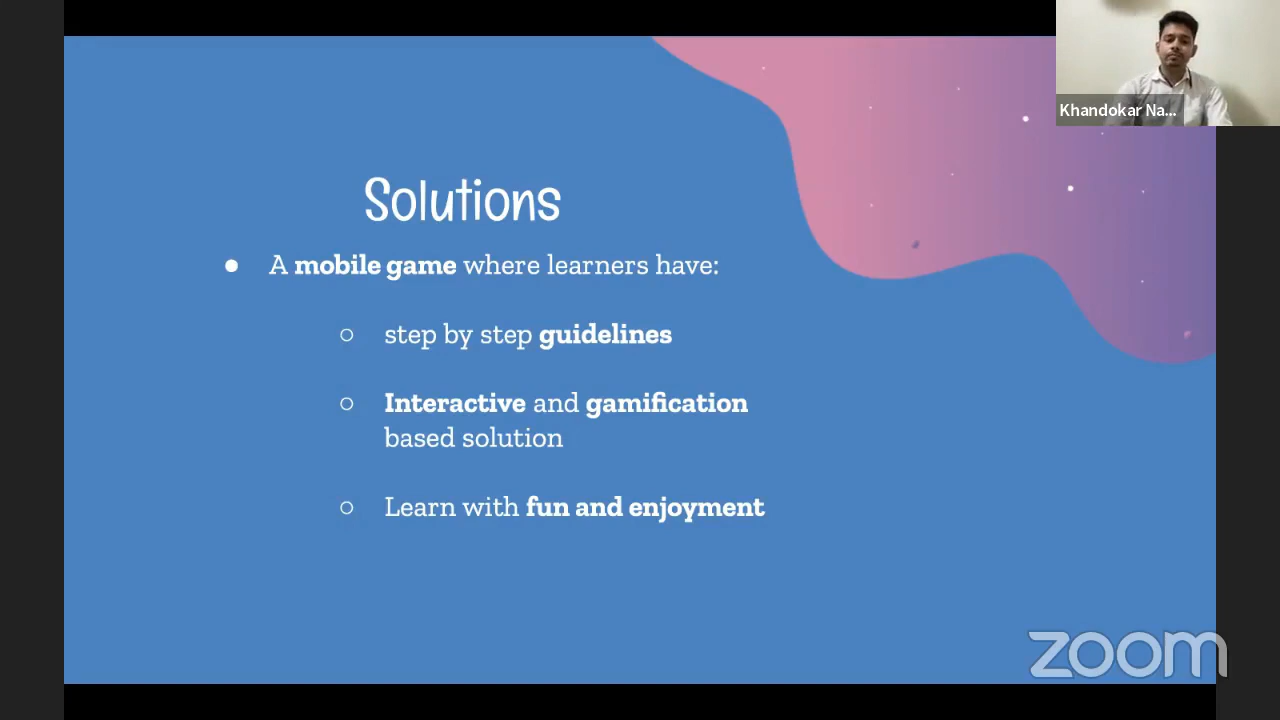 Khandokar Na...
Solutions
● A mobile game where learners have:
○ step by step guidelines
○ Interactive and gamification
based solution
○ Learn with fun and enjoyment
zoom